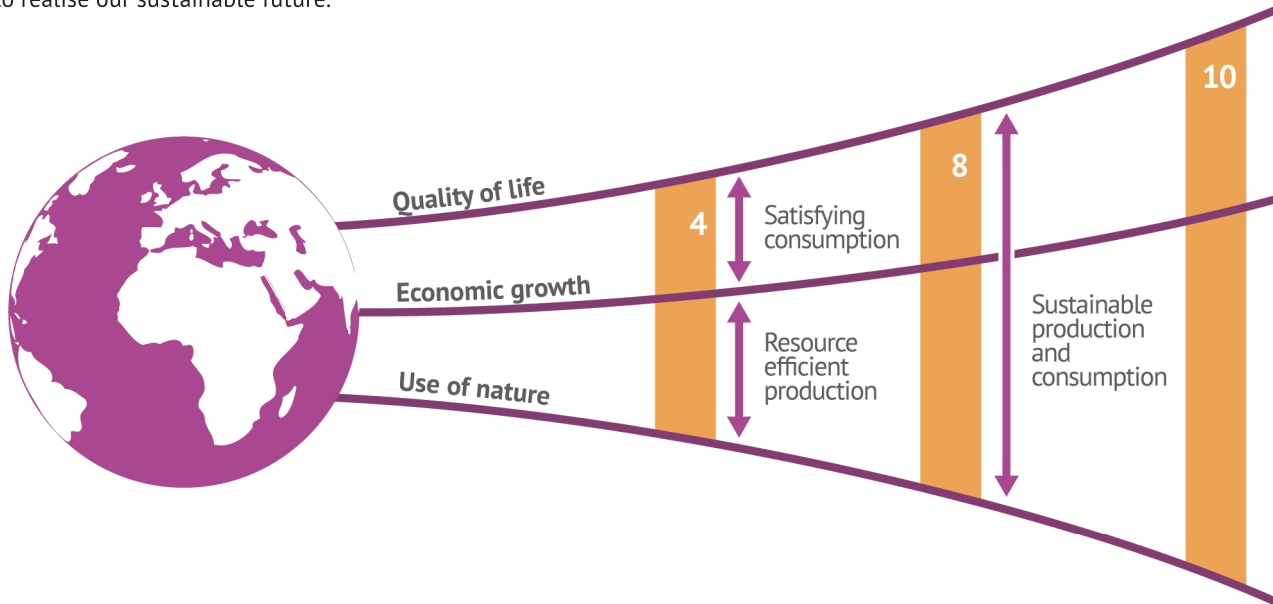 to realise our sustainable future.
10
8
4
Quality of life
Satisfying
consumption
Economic growth
Sustainable
production
and
consumption
Resource
efficient
production
Use of nature